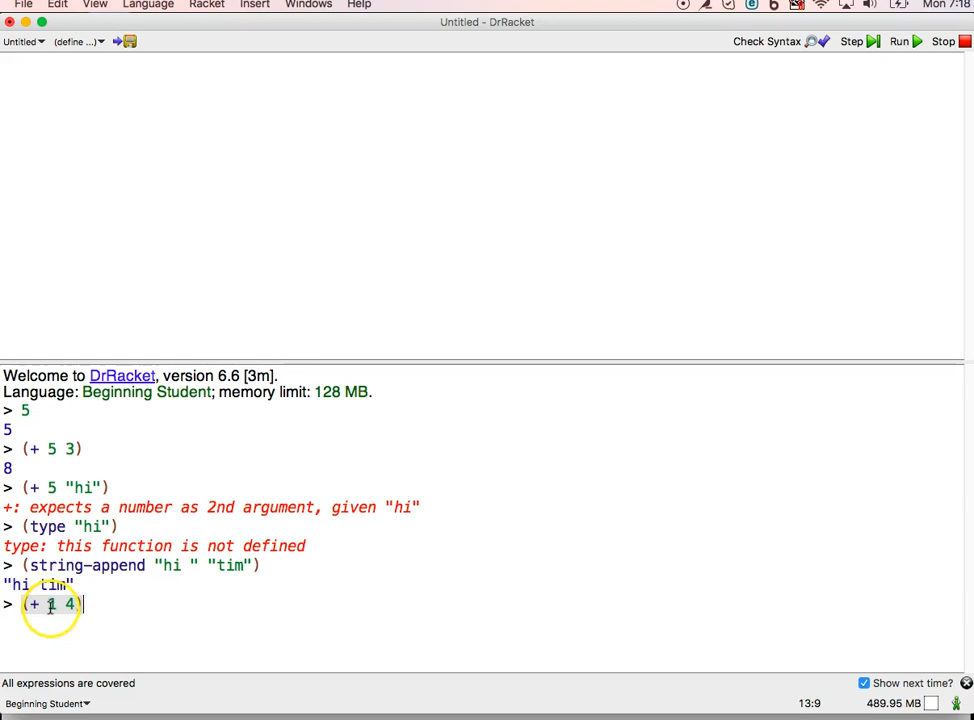 File Edit View Language Racket Insert Windows Help Mon 7:18
Untitled - DrRacket
Untitled (define ...) Check Syntax Step Run Stop
Welcome to DrRacket, version 6.6 [3m].
Language: Beginning Student; memory limit: 128 MB.
> 5
5
> (+ 5 3)
8
> (+ 5 "hi")
+: expects a number as 2nd argument, given "hi"
> (type "hi")
type: this function is not defined
> (string-append "hi " "tim")
"hi tim"
> (+ 1 4)
All expressions are covered Show next time?
Beginning Student 13:9 489.95 MB